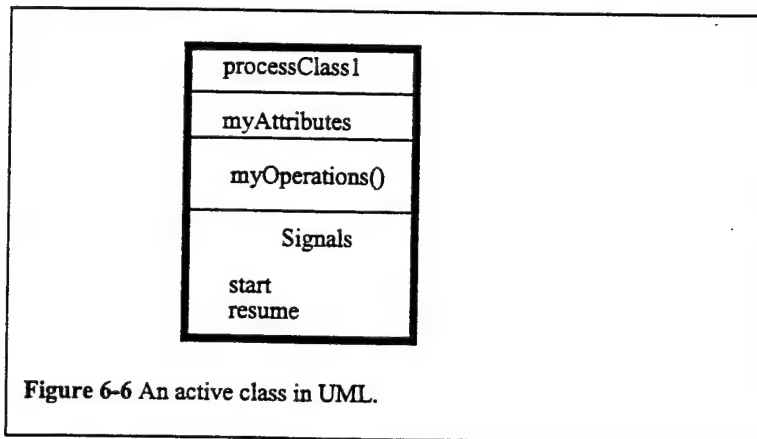 processClass1
myAttributes
myOperations()
Signals
start
resume
Figure 6-6 An active class in UML.